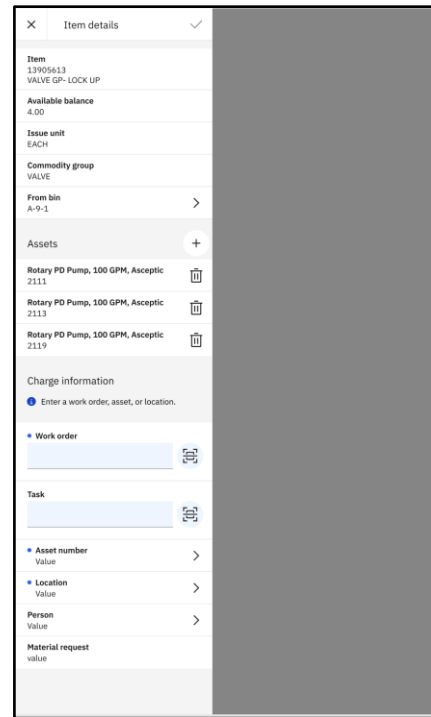 Item details
Item
13905613
VALVE GP- LOCK UP
Available balance
4.00
Issue unit
EACH
Commodity group
VALVE
From bin
A-9-1
Assets
Rotary PD Pump, 100 GPM, Asceptic
2111
Rotary PD Pump, 100 GPM, Asceptic
2113
Rotary PD Pump, 100 GPM, Asceptic
2119
Charge information
Enter a work order, asset, or location.
Work order
Task
Asset number
Value
Location
Value
Person
Value
Material request
value